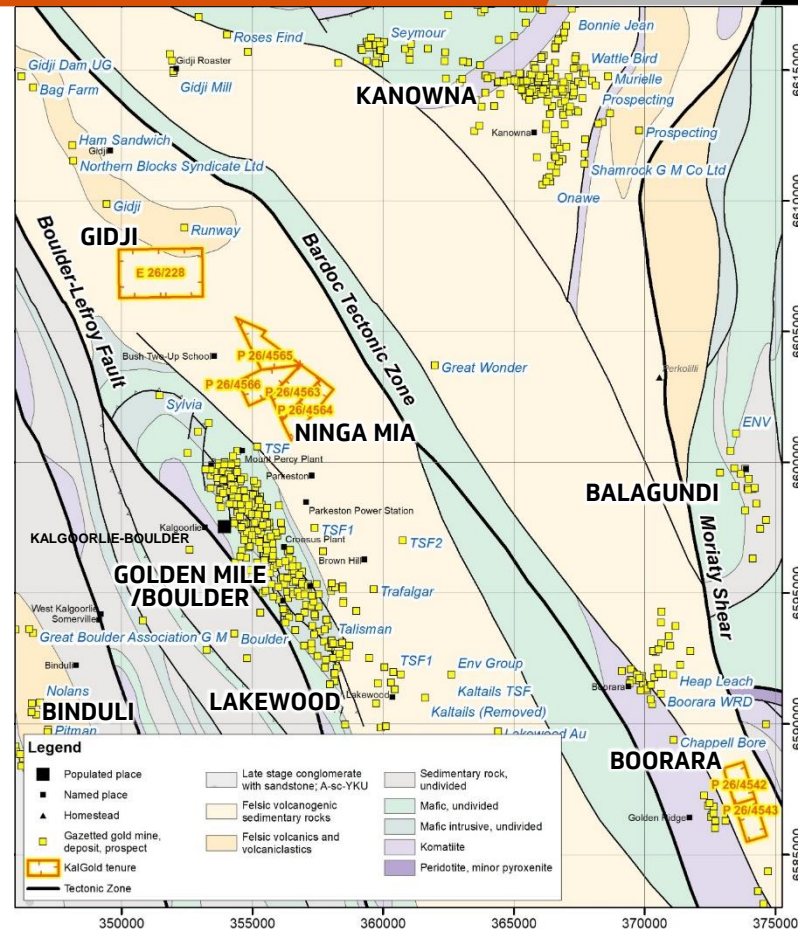 Roses Find
Seymour
Bonnie Jean
Gidji Roaster
Gidji Dam UG
Bag Farm
Gidji Mill
Wattle Bird
Murielle
KANOWNA
Prospecting
Kanowna
Prospecting
Ham Sandwich
Gidji
Northern Blocks Syndicate Ltd
Shamrock G M Co Ltd
Onawe
Gidji
Runway
GIDJI
E 26/228
Boulder-Lefroy Fault
Bardoc Tectonic Zone
Bush Two-Up School
P 26/4565
P 26/4566
P 26/4563
P 26/4564
Great Wonder
Perkolilli
Sylvia
NINGA MIA
ENV
TSF
Mount Percy Plant
Parkeston
BALAGUNDI
Parkeston Power Station
Kalgoorlie
TSF1
KALGOORLIE-BOULDER
Croesus Plant
TSF2
Brown Hill
GOLDEN MILE
/BOULDER
Moriaty Shear
Trafalgar
West Kalgoorlie
Somerville
Great Boulder Association G M
Boulder
Talisman
Binduli
TSF1
Env Group
Heap Leach
Boorara
Boorara WRD
Nolans
LAKEWOOD
Lakewood
Kaltails TSF
Kaltails (Removed)
BINDULI
Pitman
Lakewood Au
Chappell Bore
BOORARA
P 26/4542
P 26/4543
Golden Ridge
Legend
Populated place
Named place
Homestead
Gazetted gold mine,
deposit, prospect
KalGold tenure
Tectonic Zone
Late stage conglomerate
with sandstone; A-sc-YKU
Felsic volcanogenic
sedimentary rocks
Felsic volcanics and
volcaniclastics
Sedimentary rock,
undivided
Mafic, undivided
Mafic intrusive, undivided
Komatiite
Peridotite, minor pyroxenite
6615000
6610000
6605000
6600000
6595000
6590000
6585000
350000
355000
360000
365000
370000
375000